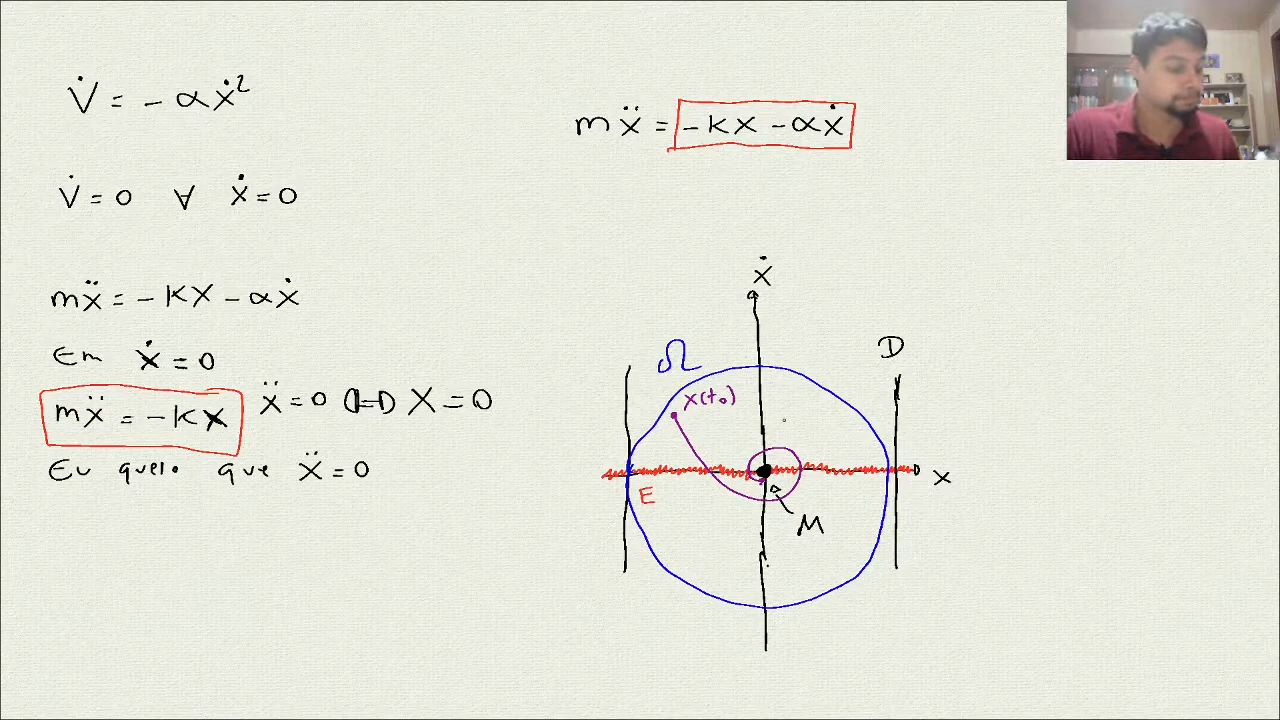 V̇ = - αẋ²
V̇ = 0 ∀ ẋ = 0
mẍ = - Kx - αẋ
Em ẋ = 0
mẍ = - Kx ẍ = 0 ⇔ x = 0
Eu quero que ẍ = 0
mẍ = -Kx - αẋ
ẋ
Ω
D
x(t₀)
E
x
M